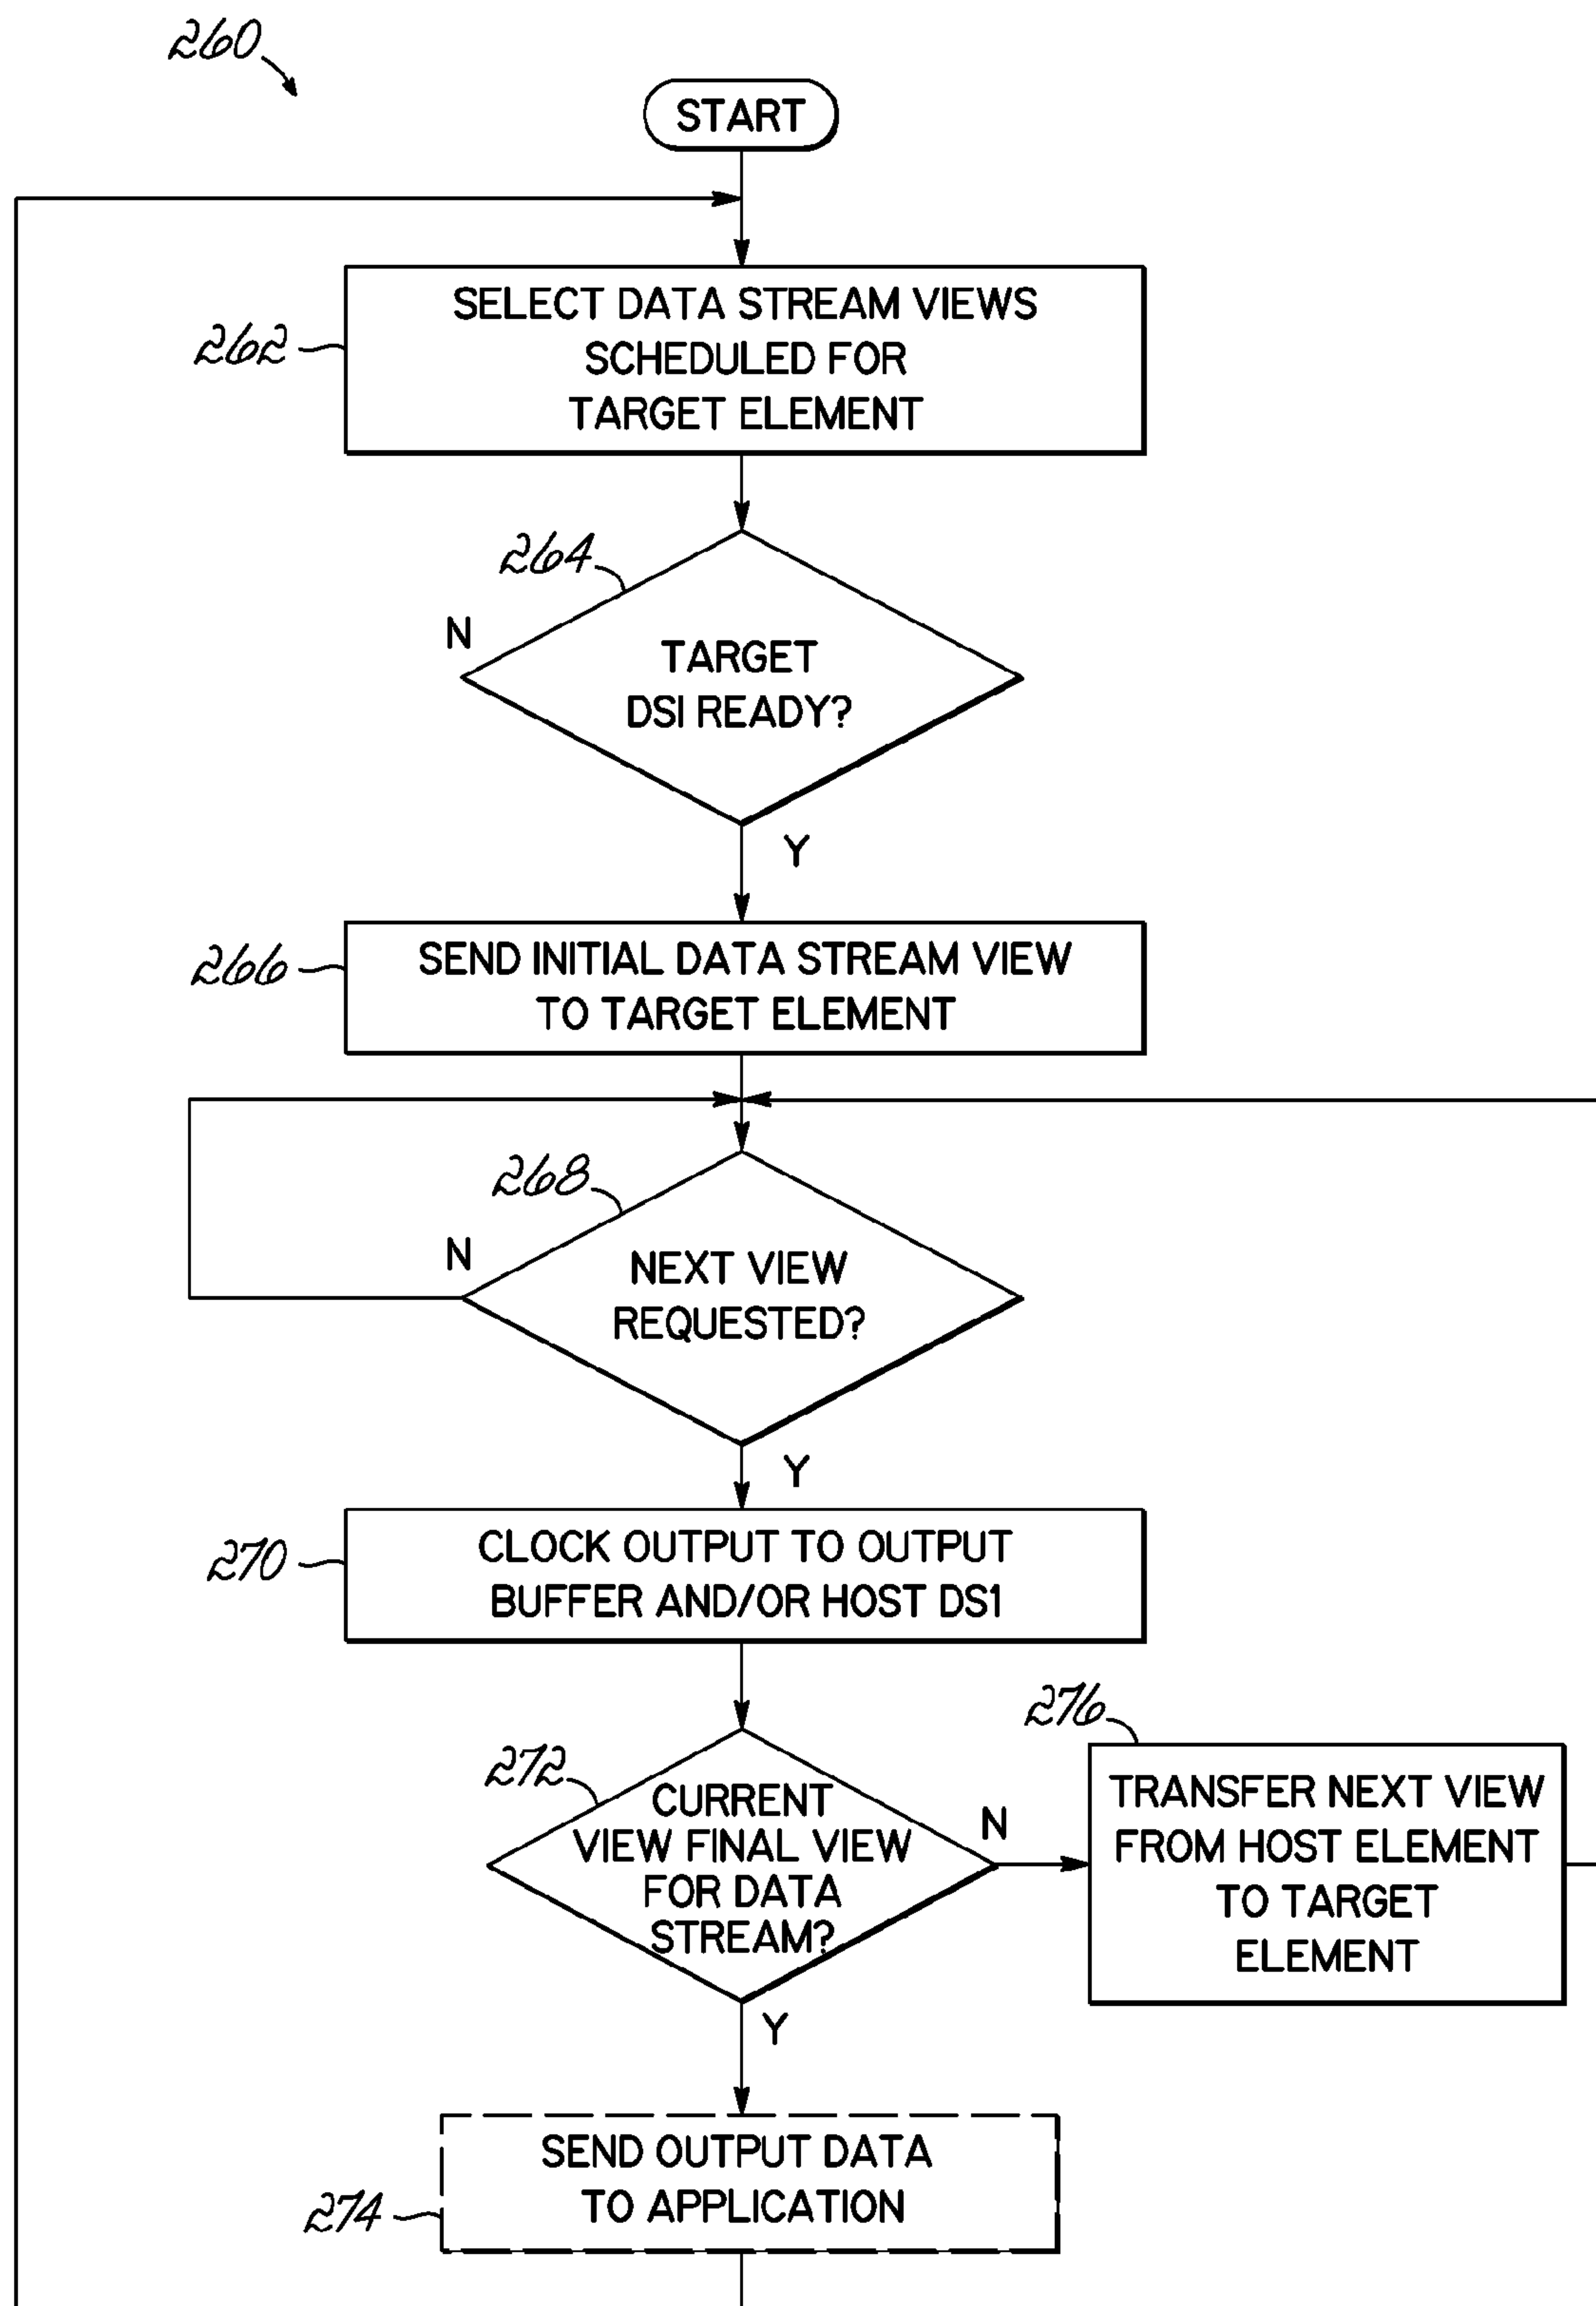 260
START
262
SELECT DATA STREAM VIEWS
SCHEDULED FOR
TARGET ELEMENT
264
N
TARGET
DSI READY?
Y
266
SEND INITIAL DATA STREAM VIEW
TO TARGET ELEMENT
268
N
NEXT VIEW
REQUESTED?
Y
270
CLOCK OUTPUT TO OUTPUT
BUFFER AND/OR HOST DS1
272
CURRENT
VIEW FINAL VIEW
FOR DATA
STREAM?
N
276
TRANSFER NEXT VIEW
FROM HOST ELEMENT
TO TARGET
ELEMENT
Y
274
SEND OUTPUT DATA
TO APPLICATION